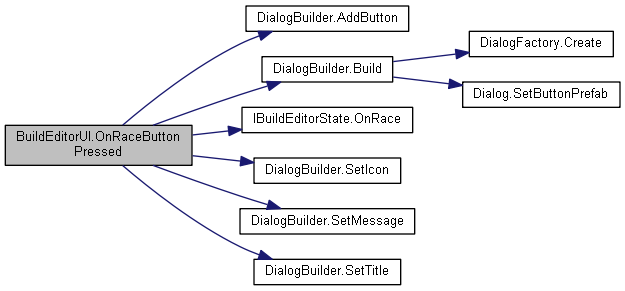 BuildEditorUI.OnRaceButton
Pressed
DialogBuilder.AddButton
DialogBuilder.Build
DialogFactory.Create
Dialog.SetButtonPrefab
IBuildEditorState.OnRace
DialogBuilder.SetIcon
DialogBuilder.SetMessage
DialogBuilder.SetTitle